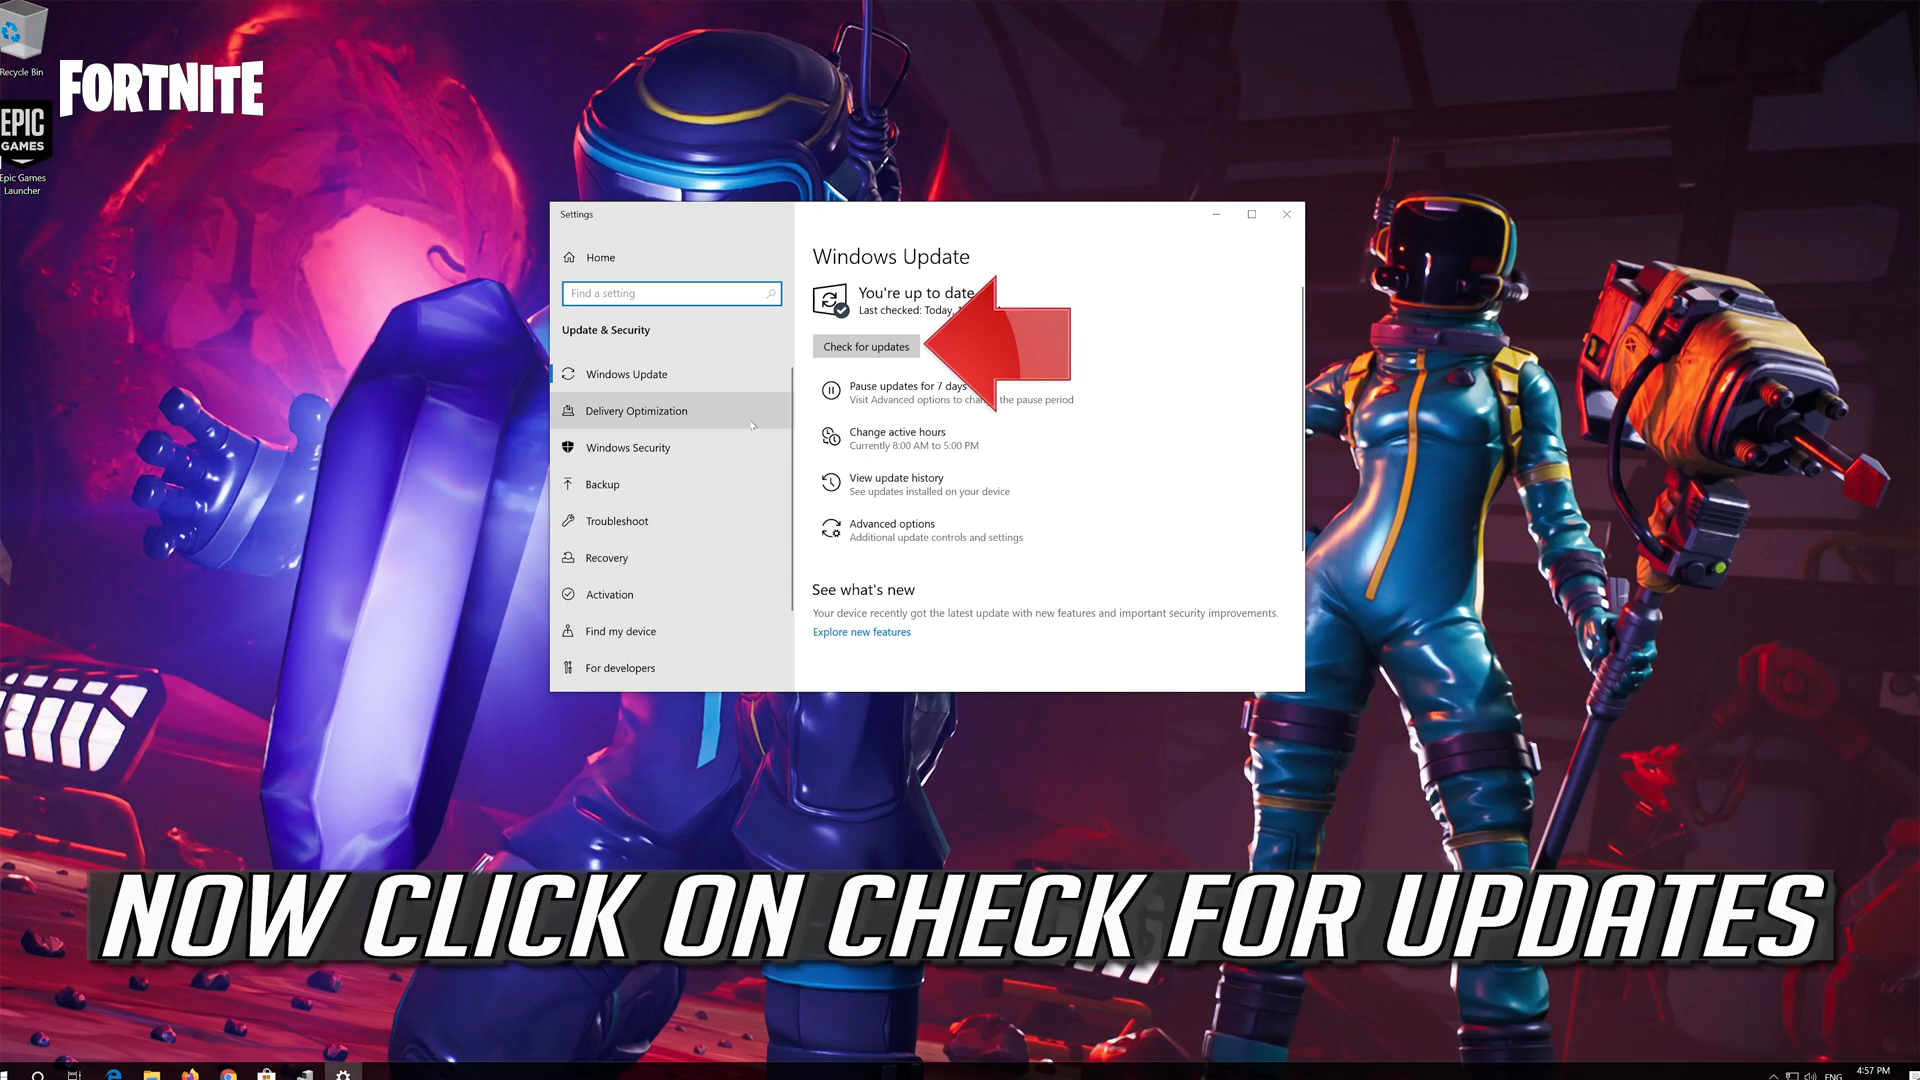 Recycle Bin
FORTNITE
EPIC
GAMES
Epic Games
Launcher
Settings
Home
Find a setting
Update & Security
Windows Update
Delivery Optimization
Windows Security
Backup
Troubleshoot
Recovery
Activation
Find my device
For developers
Windows Update
You're up to date
Last checked: Today,
Check for updates
Pause updates for 7 days
Visit Advanced options to the pause period
Change active hours
Currently 8:00 AM to 5:00 PM
View update history
See updates installed on your device
Advanced options
Additional update controls and settings
See what's new
Your device recently got the latest update with new features and important security improvements.
Explore new features
NOW CLICK ON CHECK FOR UPDATES
ENG
4:57 PM